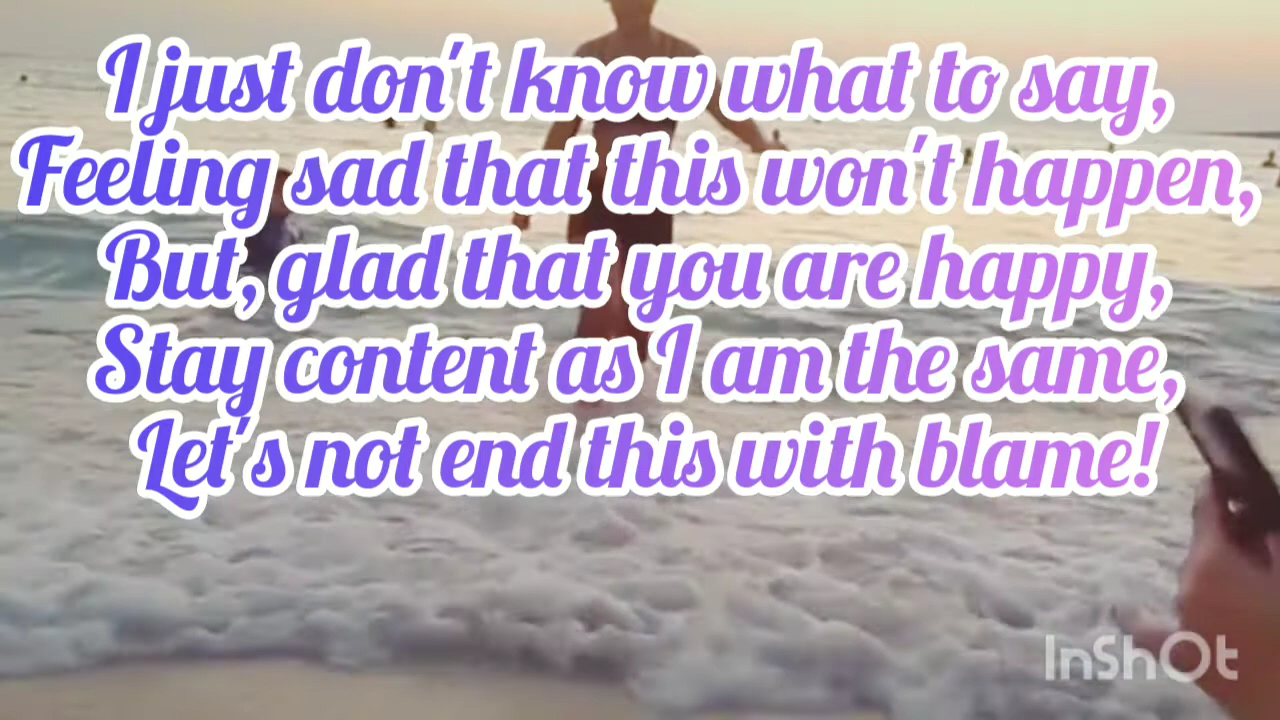 I just don't know what to say,
Feeling sad that this won't happen,
But, glad that you are happy,
Stay content as I am the same,
Let's not end this with blame!
InShOt